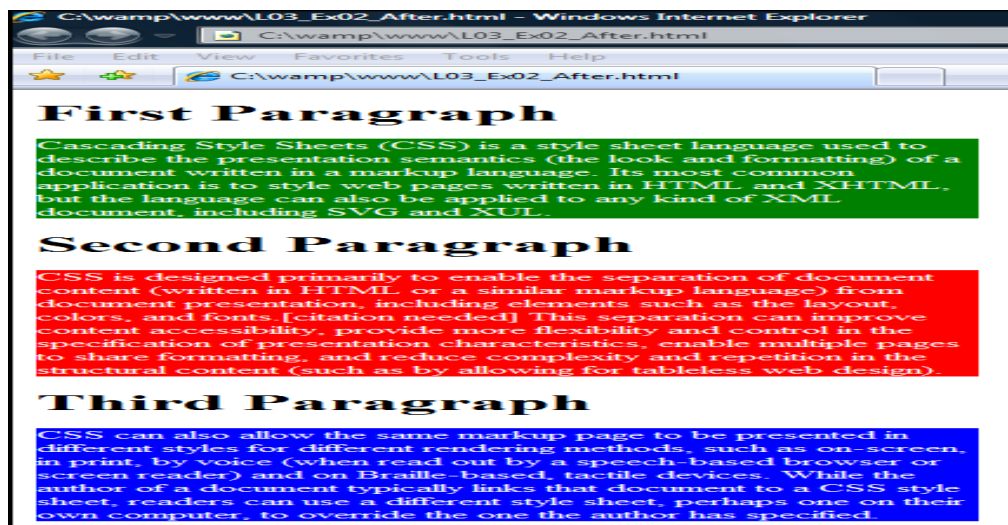 C:\wamp\www\L03_Ex02_After.html - Windows Internet Explorer
C:\wamp\www\L03_Ex02_After.html
File Edit View Favorites Tools Help
C:\wamp\www\L03_Ex02_After.html
First Paragraph
Cascading Style Sheets (CSS) is a style sheet language used to
describe the presentation semantics (the look and formatting) of a
document written in a markup language. Its most common
application is to style web pages written in HTML and XHTML,
but the language can also be applied to any kind of XML
document, including SVG and XUL.
Second Paragraph
CSS is designed primarily to enable the separation of document
content (written in HTML or a similar markup language) from
document presentation, including elements such as the layout,
colors, and fonts.[citation needed] This separation can improve
content accessibility, provide more flexibility and control in the
specification of presentation characteristics, enable multiple pages
to share formatting, and reduce complexity and repetition in the
structural content (such as by allowing for tableless web design).
Third Paragraph
CSS can also allow the same markup page to be presented in
different styles for different rendering methods, such as on-screen,
in print, by voice (when read out by a speech-based browser or
screen reader) and on Braille-based, tactile devices. While the
author of a document typically links that document to a CSS style
sheet, readers can use a different style sheet, perhaps one on their
own computer, to override the one the author has specified.